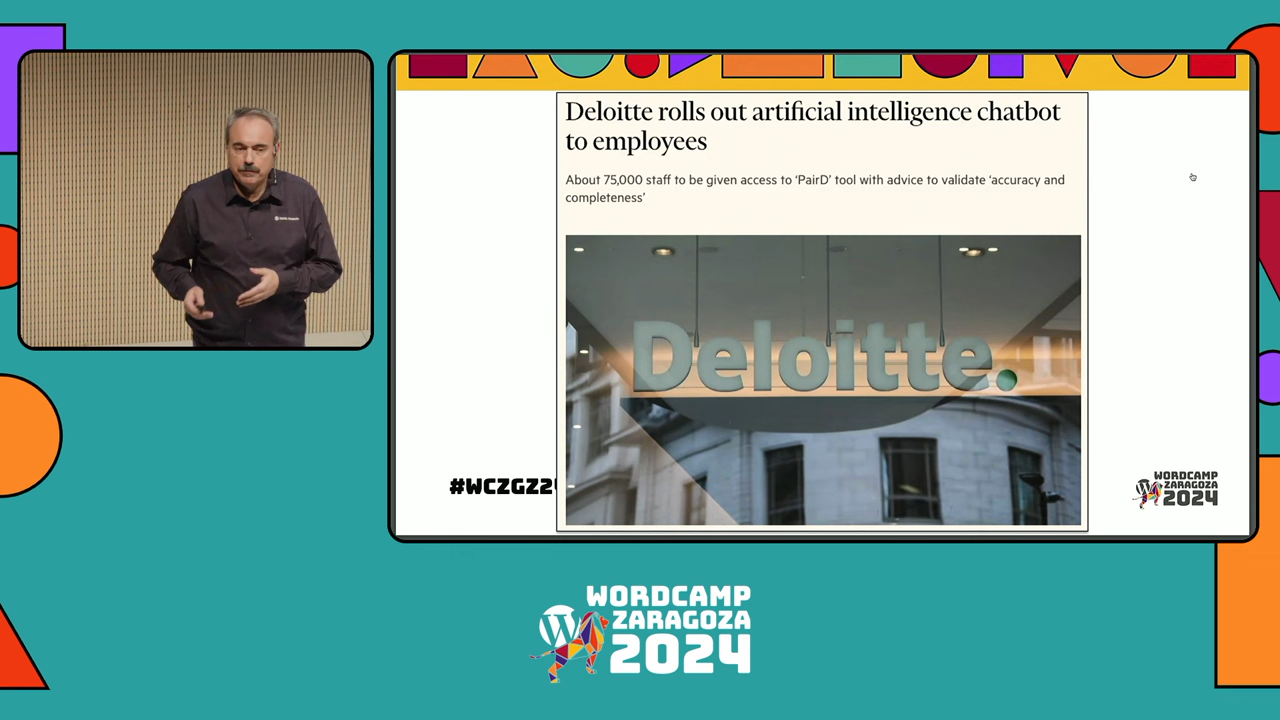 Deloitte rolls out artificial intelligence chatbot
to employees
About 75,000 staff to be given access to ‘PairD’ tool with advice to validate ‘accuracy and
completeness’
Deloitte.
#WCZGZ2
WORDCAMP
ZARAGOZA
2024
WORDCAMP
ZARAGOZA
2024